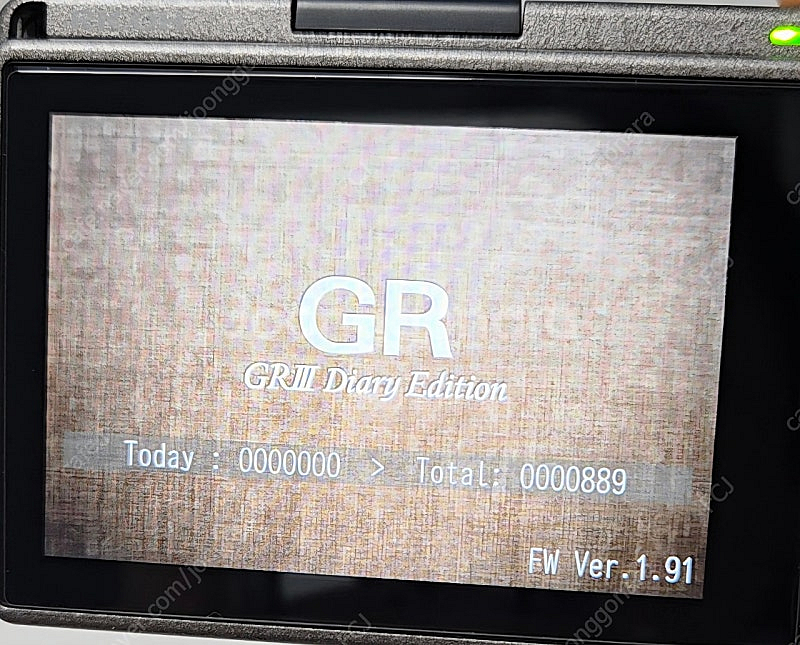 GR
GRIII Diary Edition
Today : 0000000 > Total: 0000889
FW Ver.1.91